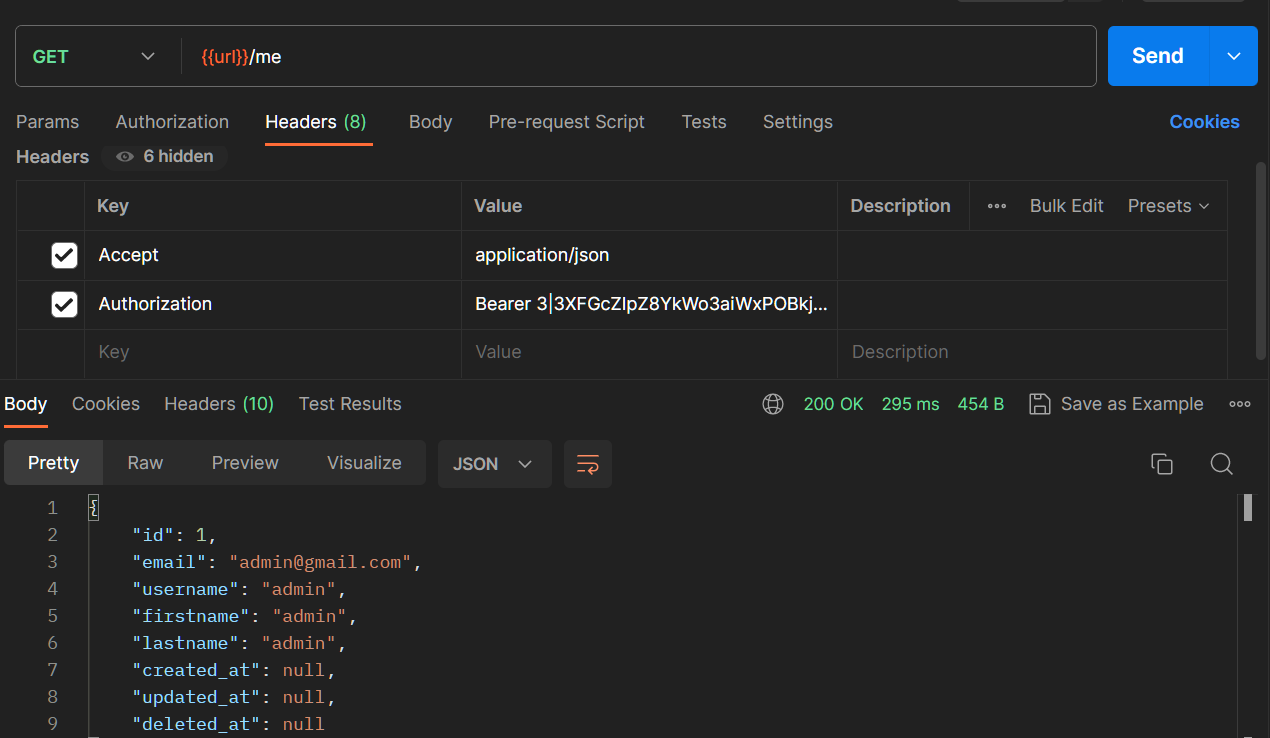 GET {{url}}/me Send
Params Authorization Headers (8) Body Pre-request Script Tests Settings Cookies
Headers 6 hidden
Key Value Description Bulk Edit Presets
Accept application/json
Authorization Bearer 3|3XFGcZIpZ8YkWo3aiWxPOBkj...
Key Value Description
Body Cookies Headers (10) Test Results 200 OK 295 ms 454 B Save as Example
Pretty Raw Preview Visualize JSON
1 {
2 "id": 1,
3 "email": "admin@gmail.com",
4 "username": "admin",
5 "firstname": "admin",
6 "lastname": "admin",
7 "created_at": null,
8 "updated_at": null,
9 "deleted_at": null